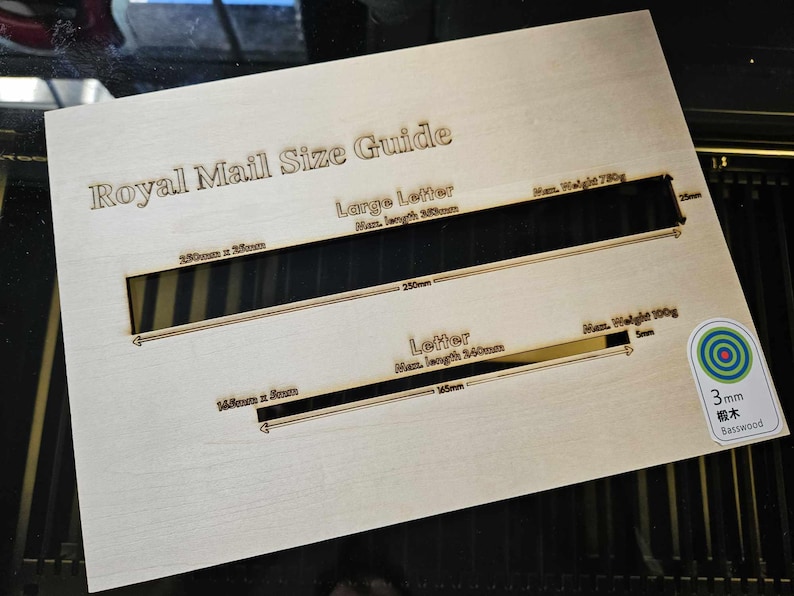 Royal Mail Size Guide
Large Letter
Max. length 353mm
Max. Weight 750g
250mm x 25mm
25mm
250mm
Letter
Max. length 240mm
Max. Weight 100g
165mm x 5mm
5mm
165mm
3mm
椴木
Basswood